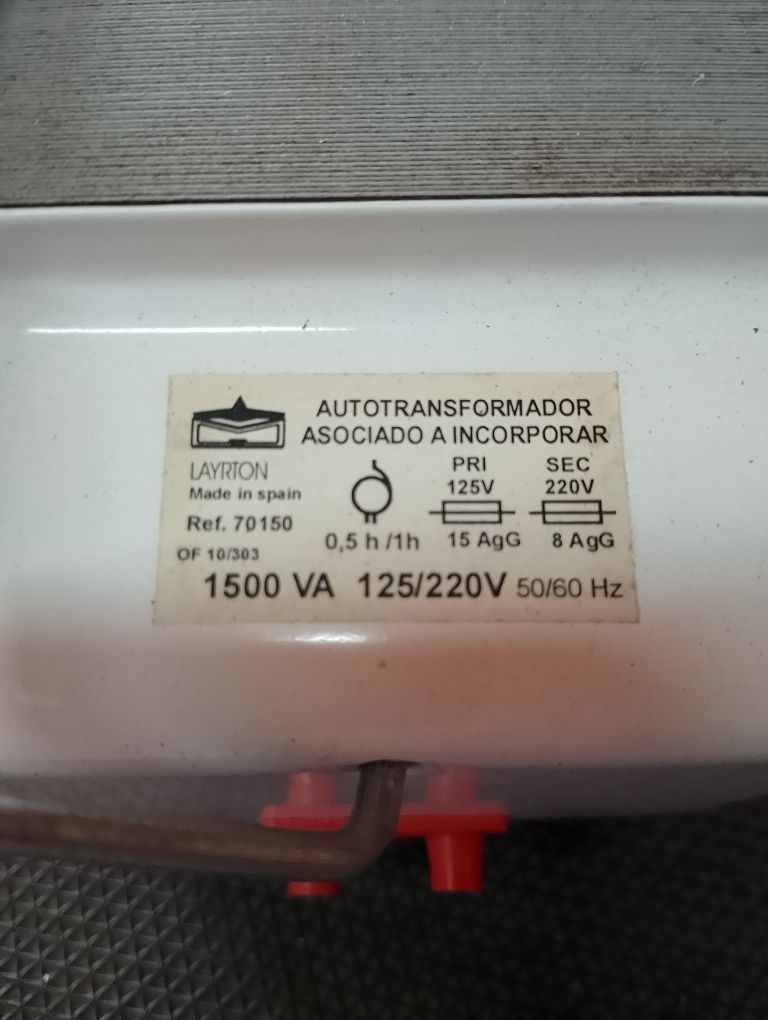 AUTOTRANSFORMADOR
ASOCIADO A INCORPORAR
LAYRTON
Made in spain
Ref. 70150
OF 10/303
0,5 h /1h
PRI
125V
15 AgG
SEC
220V
8 AgG
1500 VA 125/220V 50/60 Hz